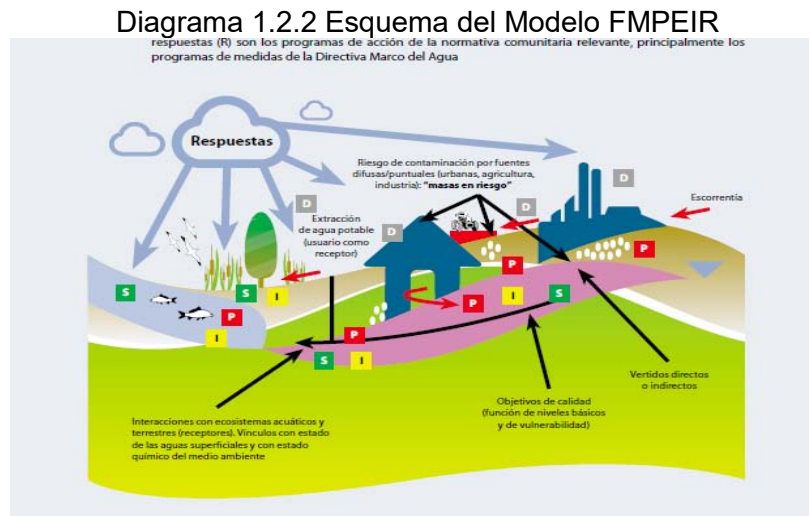 Diagrama 1.2.2 Esquema del Modelo FMPEIR
respuestas (R) son los programas de acción de la normativa comunitaria relevante, principalmente los
programas de medidas de la Directiva Marco del Agua
Respuestas
Riesgo de contaminación por fuentes
difusas/puntuales (urbanas, agricultura,
industria): "masas en riesgo"
D
D
D
Escorrentía
Extracción
de agua potable
(usuario como
receptor)
D
P
P
S
S
I
P
I
S
P
I
P
S
I
Vertidos directos
o indirectos
Objetivos de calidad
(función de niveles básicos
y de vulnerabilidad)
Interacciones con ecosistemas acuáticos y
terrestres (receptores). Vínculos con estado
de las aguas superficiales y con estado
químico del medio ambiente